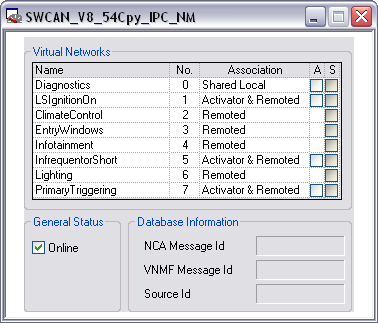 SWCAN_V8_54Cpy_IPC_NM
Virtual Networks
Name No. Association A S
Diagnostics 0 Shared Local
LSIgnitionOn 1 Activator & Remoted
ClimateControl 2 Remoted
EntryWindows 3 Remoted
Infotainment 4 Remoted
InfrequentorShort 5 Activator & Remoted
Lighting 6 Remoted
PrimaryTriggering 7 Activator & Remoted
General Status
Online
Database Information
NCA Message Id
VNMF Message Id
Source Id